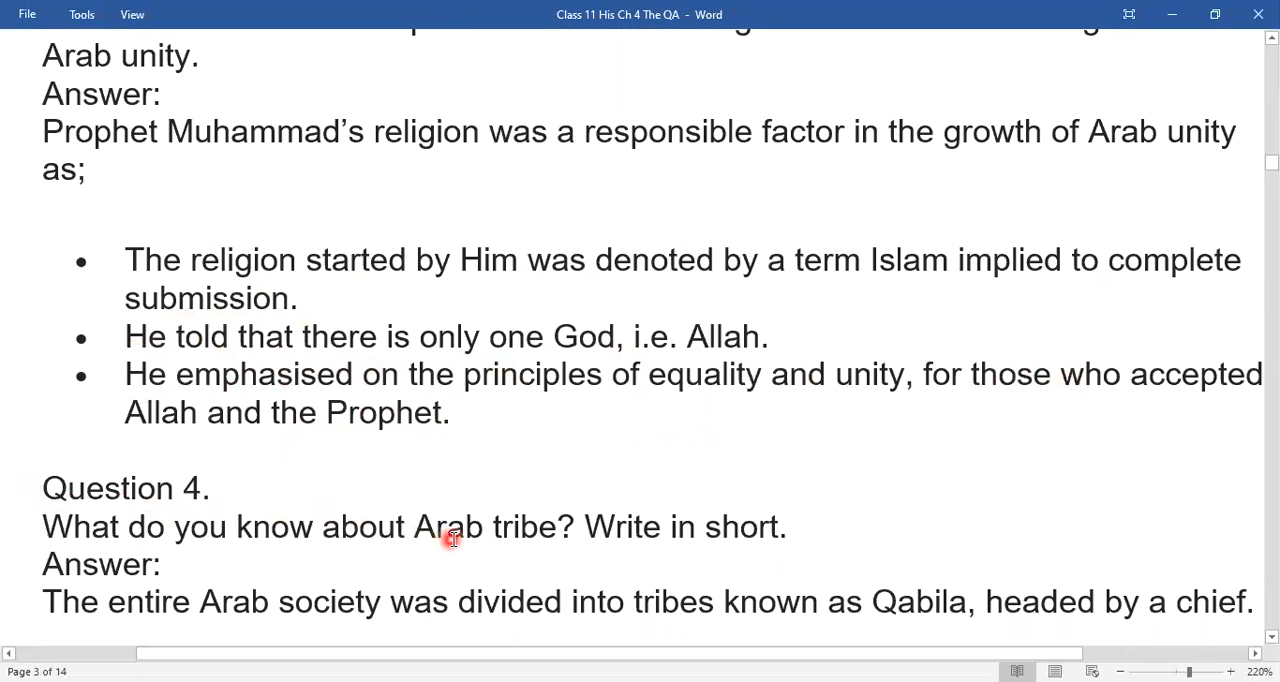 File Tools View Class 11 His Ch 4 The QA - Word
Arab unity.
Answer:
Prophet Muhammad’s religion was a responsible factor in the growth of Arab unity
as;
• The religion started by Him was denoted by a term Islam implied to complete
submission.
• He told that there is only one God, i.e. Allah.
• He emphasised on the principles of equality and unity, for those who accepted
Allah and the Prophet.
Question 4.
What do you know about Arab tribe? Write in short.
Answer:
The entire Arab society was divided into tribes known as Qabila, headed by a chief.
Page 3 of 14 220%